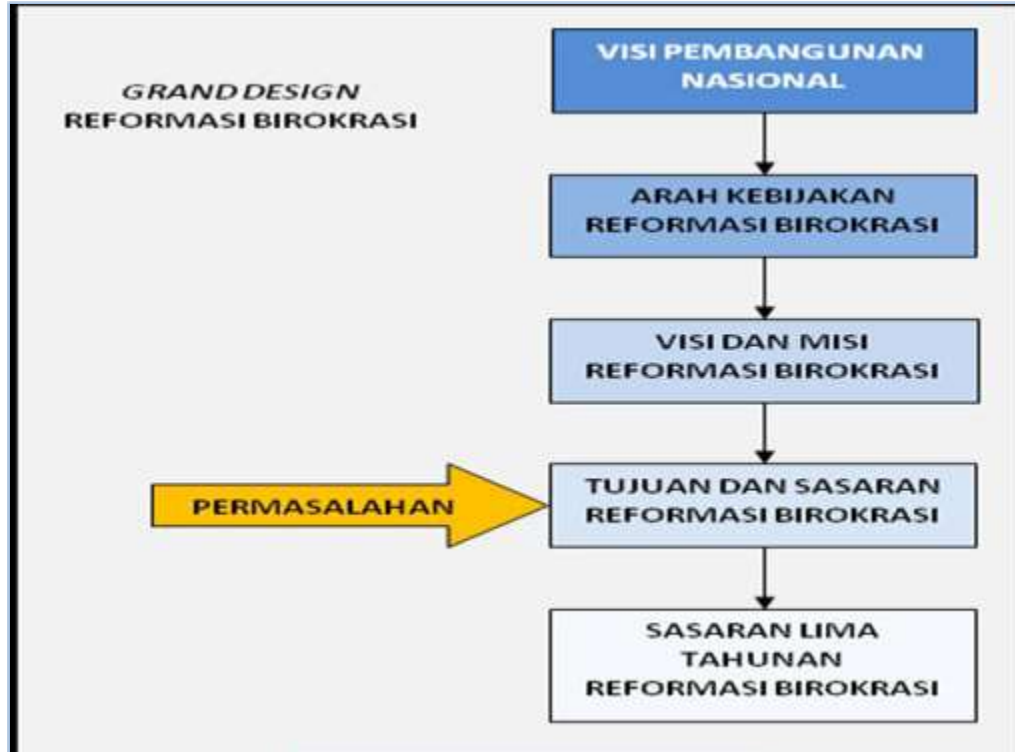 GRAND DESIGN
REFORMASI BIROKRASI
VISI PEMBANGUNAN
NASIONAL
ARAH KEBIJAKAN
REFORMASI BIROKRASI
VISI DAN MISI
REFORMASI BIROKRASI
PERMASALAHAN
TUJUAN DAN SASARAN
REFORMASI BIROKRASI
SASARAN LIMA
TAHUNAN
REFORMASI BIROKRASI